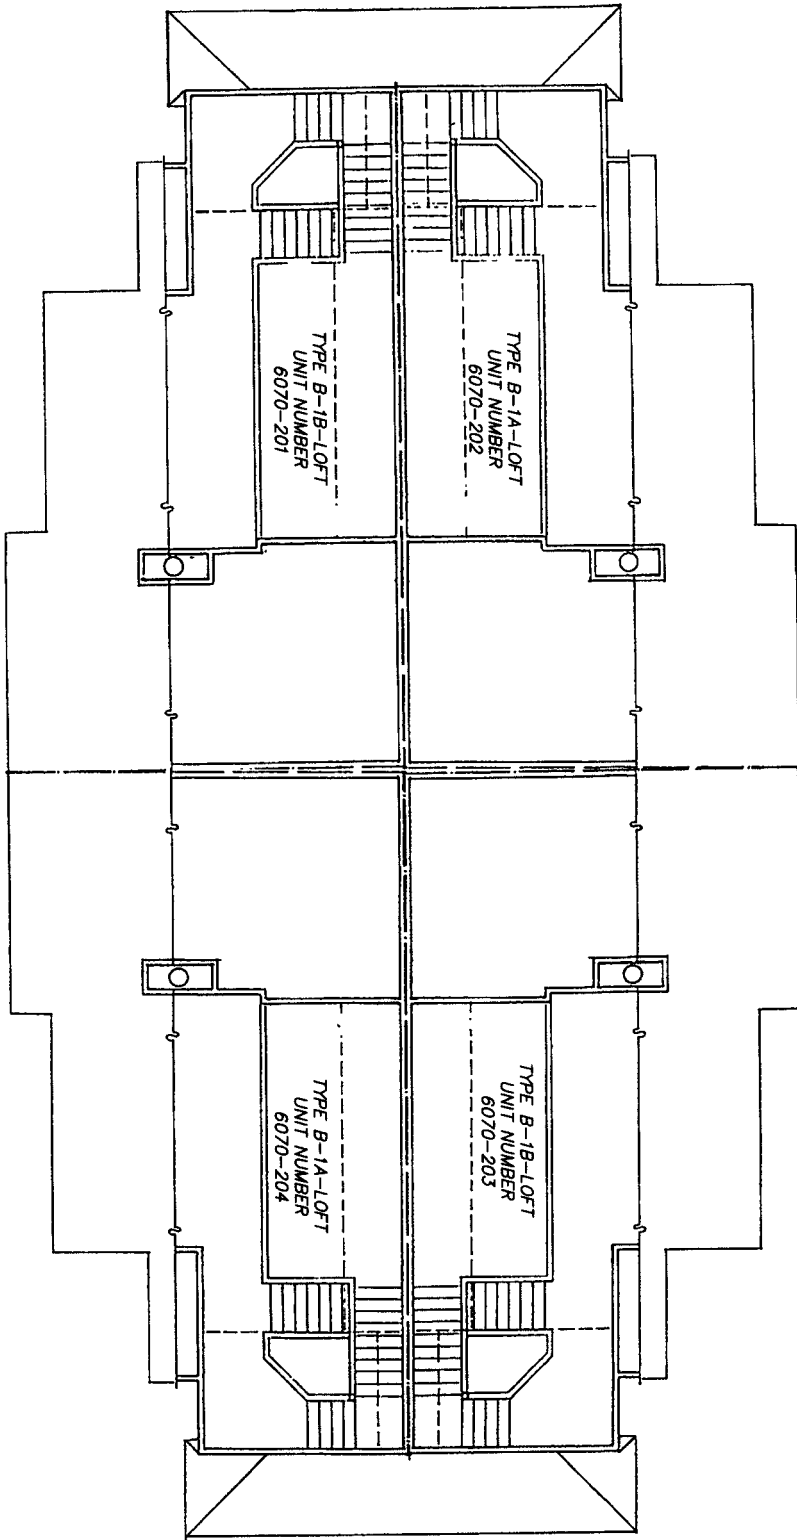 TYPE B-1B-LOFT
UNIT NUMBER
6070-201
TYPE B-1A-LOFT
UNIT NUMBER
6070-202
TYPE B-1A-LOFT
UNIT NUMBER
6070-204
TYPE B-1B-LOFT
UNIT NUMBER
6070-203